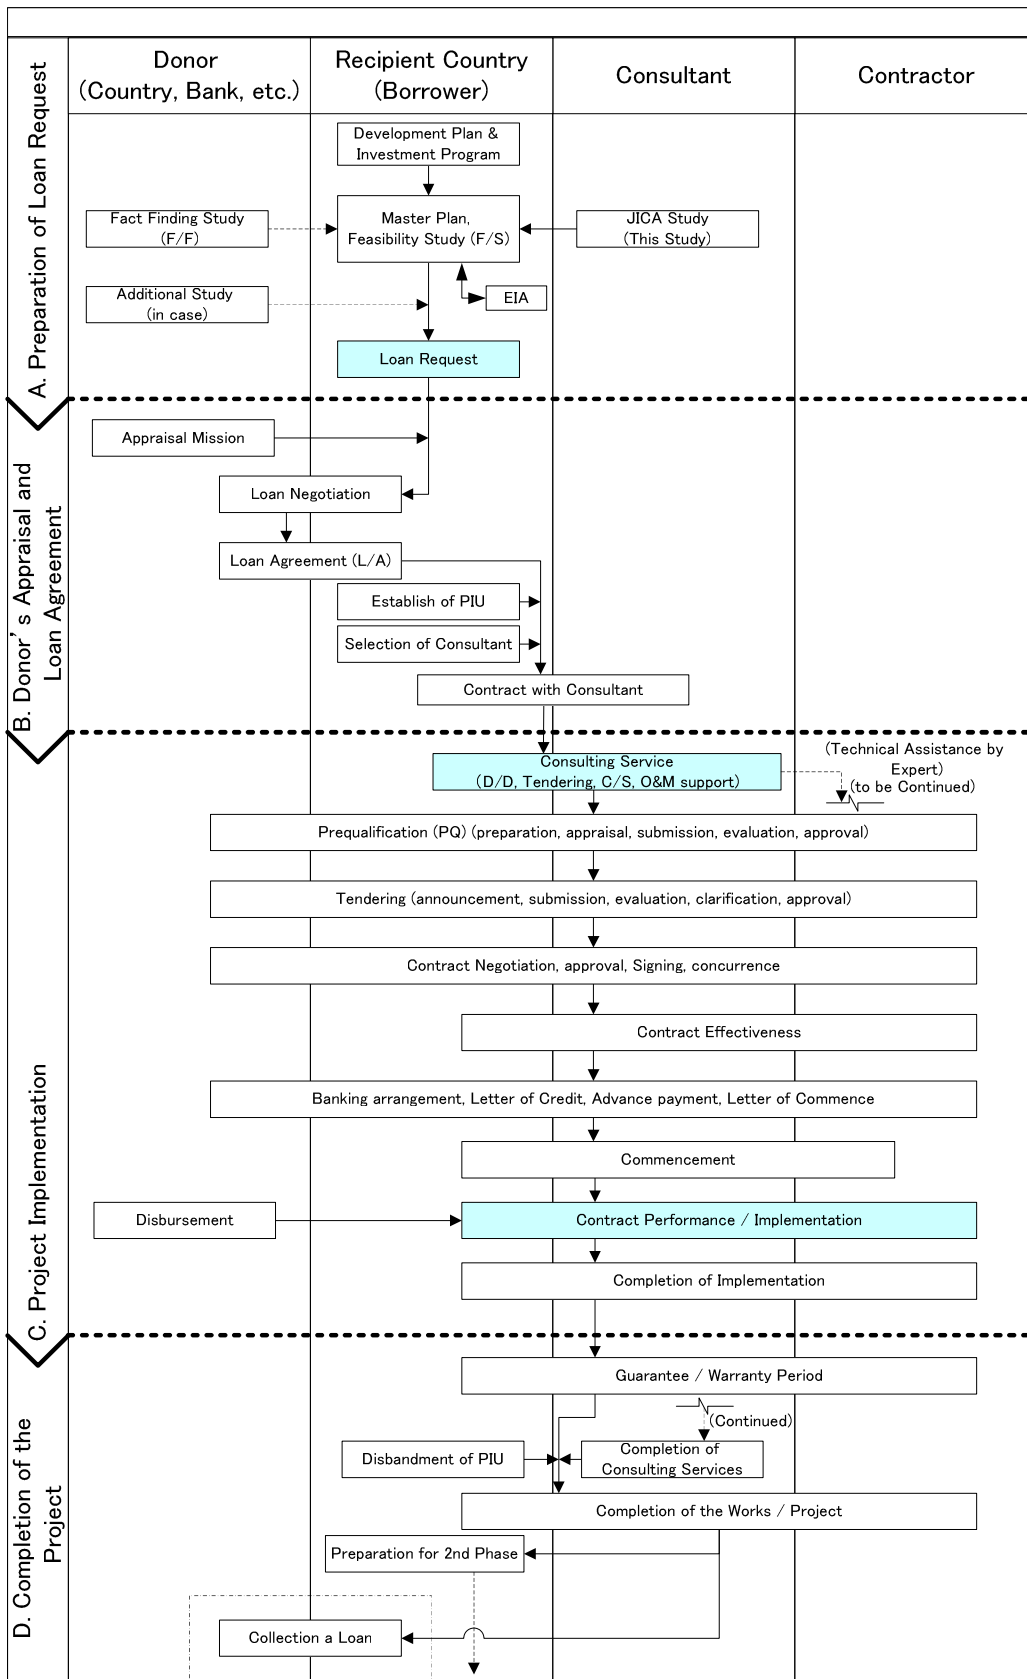 Donor
(Country, Bank, etc.)
Recipient Country
(Borrower)
Consultant
Contractor
A. Preparation of Loan Request
Development Plan &
Investment Program
Fact Finding Study
(F/F)
Master Plan,
Feasibility Study (F/S)
JICA Study
(This Study)
Additional Study
(in case)
EIA
Loan Request
B. Donor's Appraisal and
Loan Agreement
Appraisal Mission
Loan Negotiation
Loan Agreement (L/A)
Establish of PIU
Selection of Consultant
Contract with Consultant
C. Project Implementation
Consulting Service
(D/D, Tendering, C/S, O&M support)
(Technical Assistance by
Expert)
(to be Continued)
Prequalification (PQ) (preparation, appraisal, submission, evaluation, approval)
Tendering (announcement, submission, evaluation, clarification, approval)
Contract Negotiation, approval, Signing, concurrence
Contract Effectiveness
Banking arrangement, Letter of Credit, Advance payment, Letter of Commence
Commencement
Disbursement
Contract Performance / Implementation
Completion of Implementation
D. Completion of the
Project
Guarantee / Warranty Period
(Continued)
Disbandment of PIU
Completion of
Consulting Services
Completion of the Works / Project
Preparation for 2nd Phase
Collection a Loan